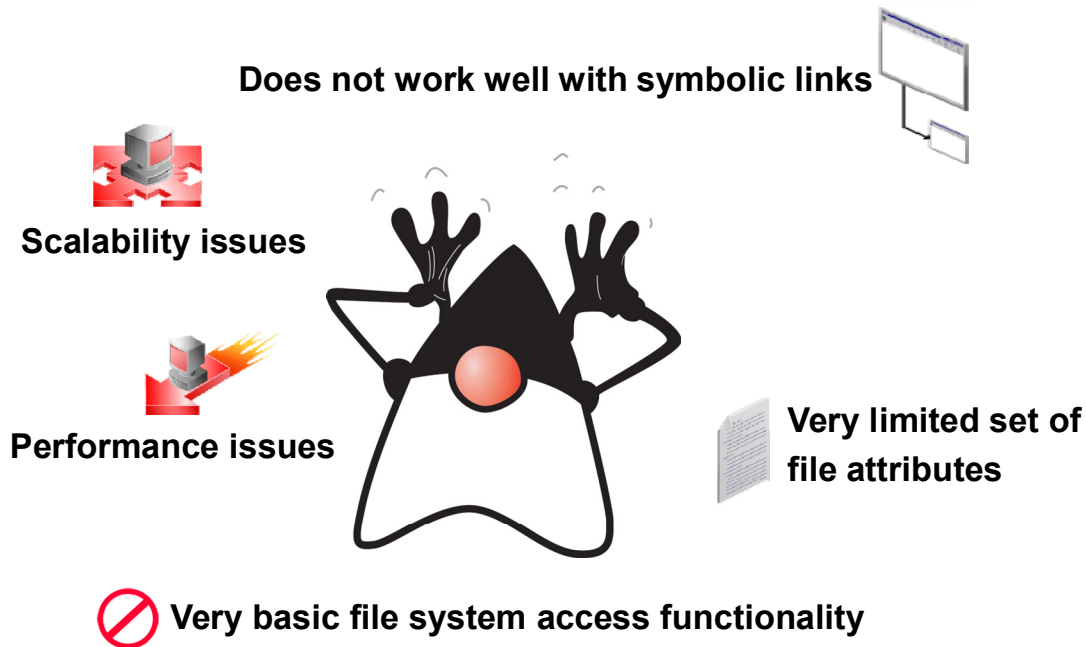 Does not work well with symbolic links
Scalability issues
Performance issues
Very limited set of
file attributes
Very basic file system access functionality